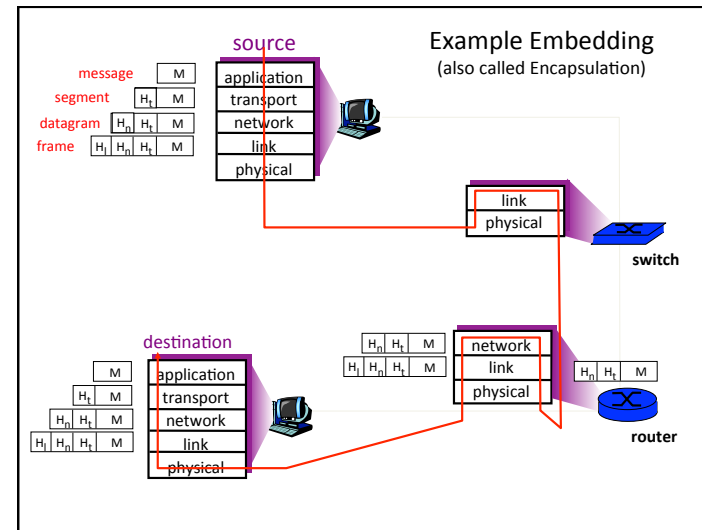 source
Example Embedding
(also called Encapsulation)
message M
segment Ht M
datagram Hn Ht M
frame Hl Hn Ht M
application
transport
network
link
physical
link
physical
switch
destination
M
Ht M
Hn Ht M
Hl Hn Ht M
application
transport
network
link
physical
Hn Ht M
Hl Hn Ht M
network
link
physical
Hn Ht M
router